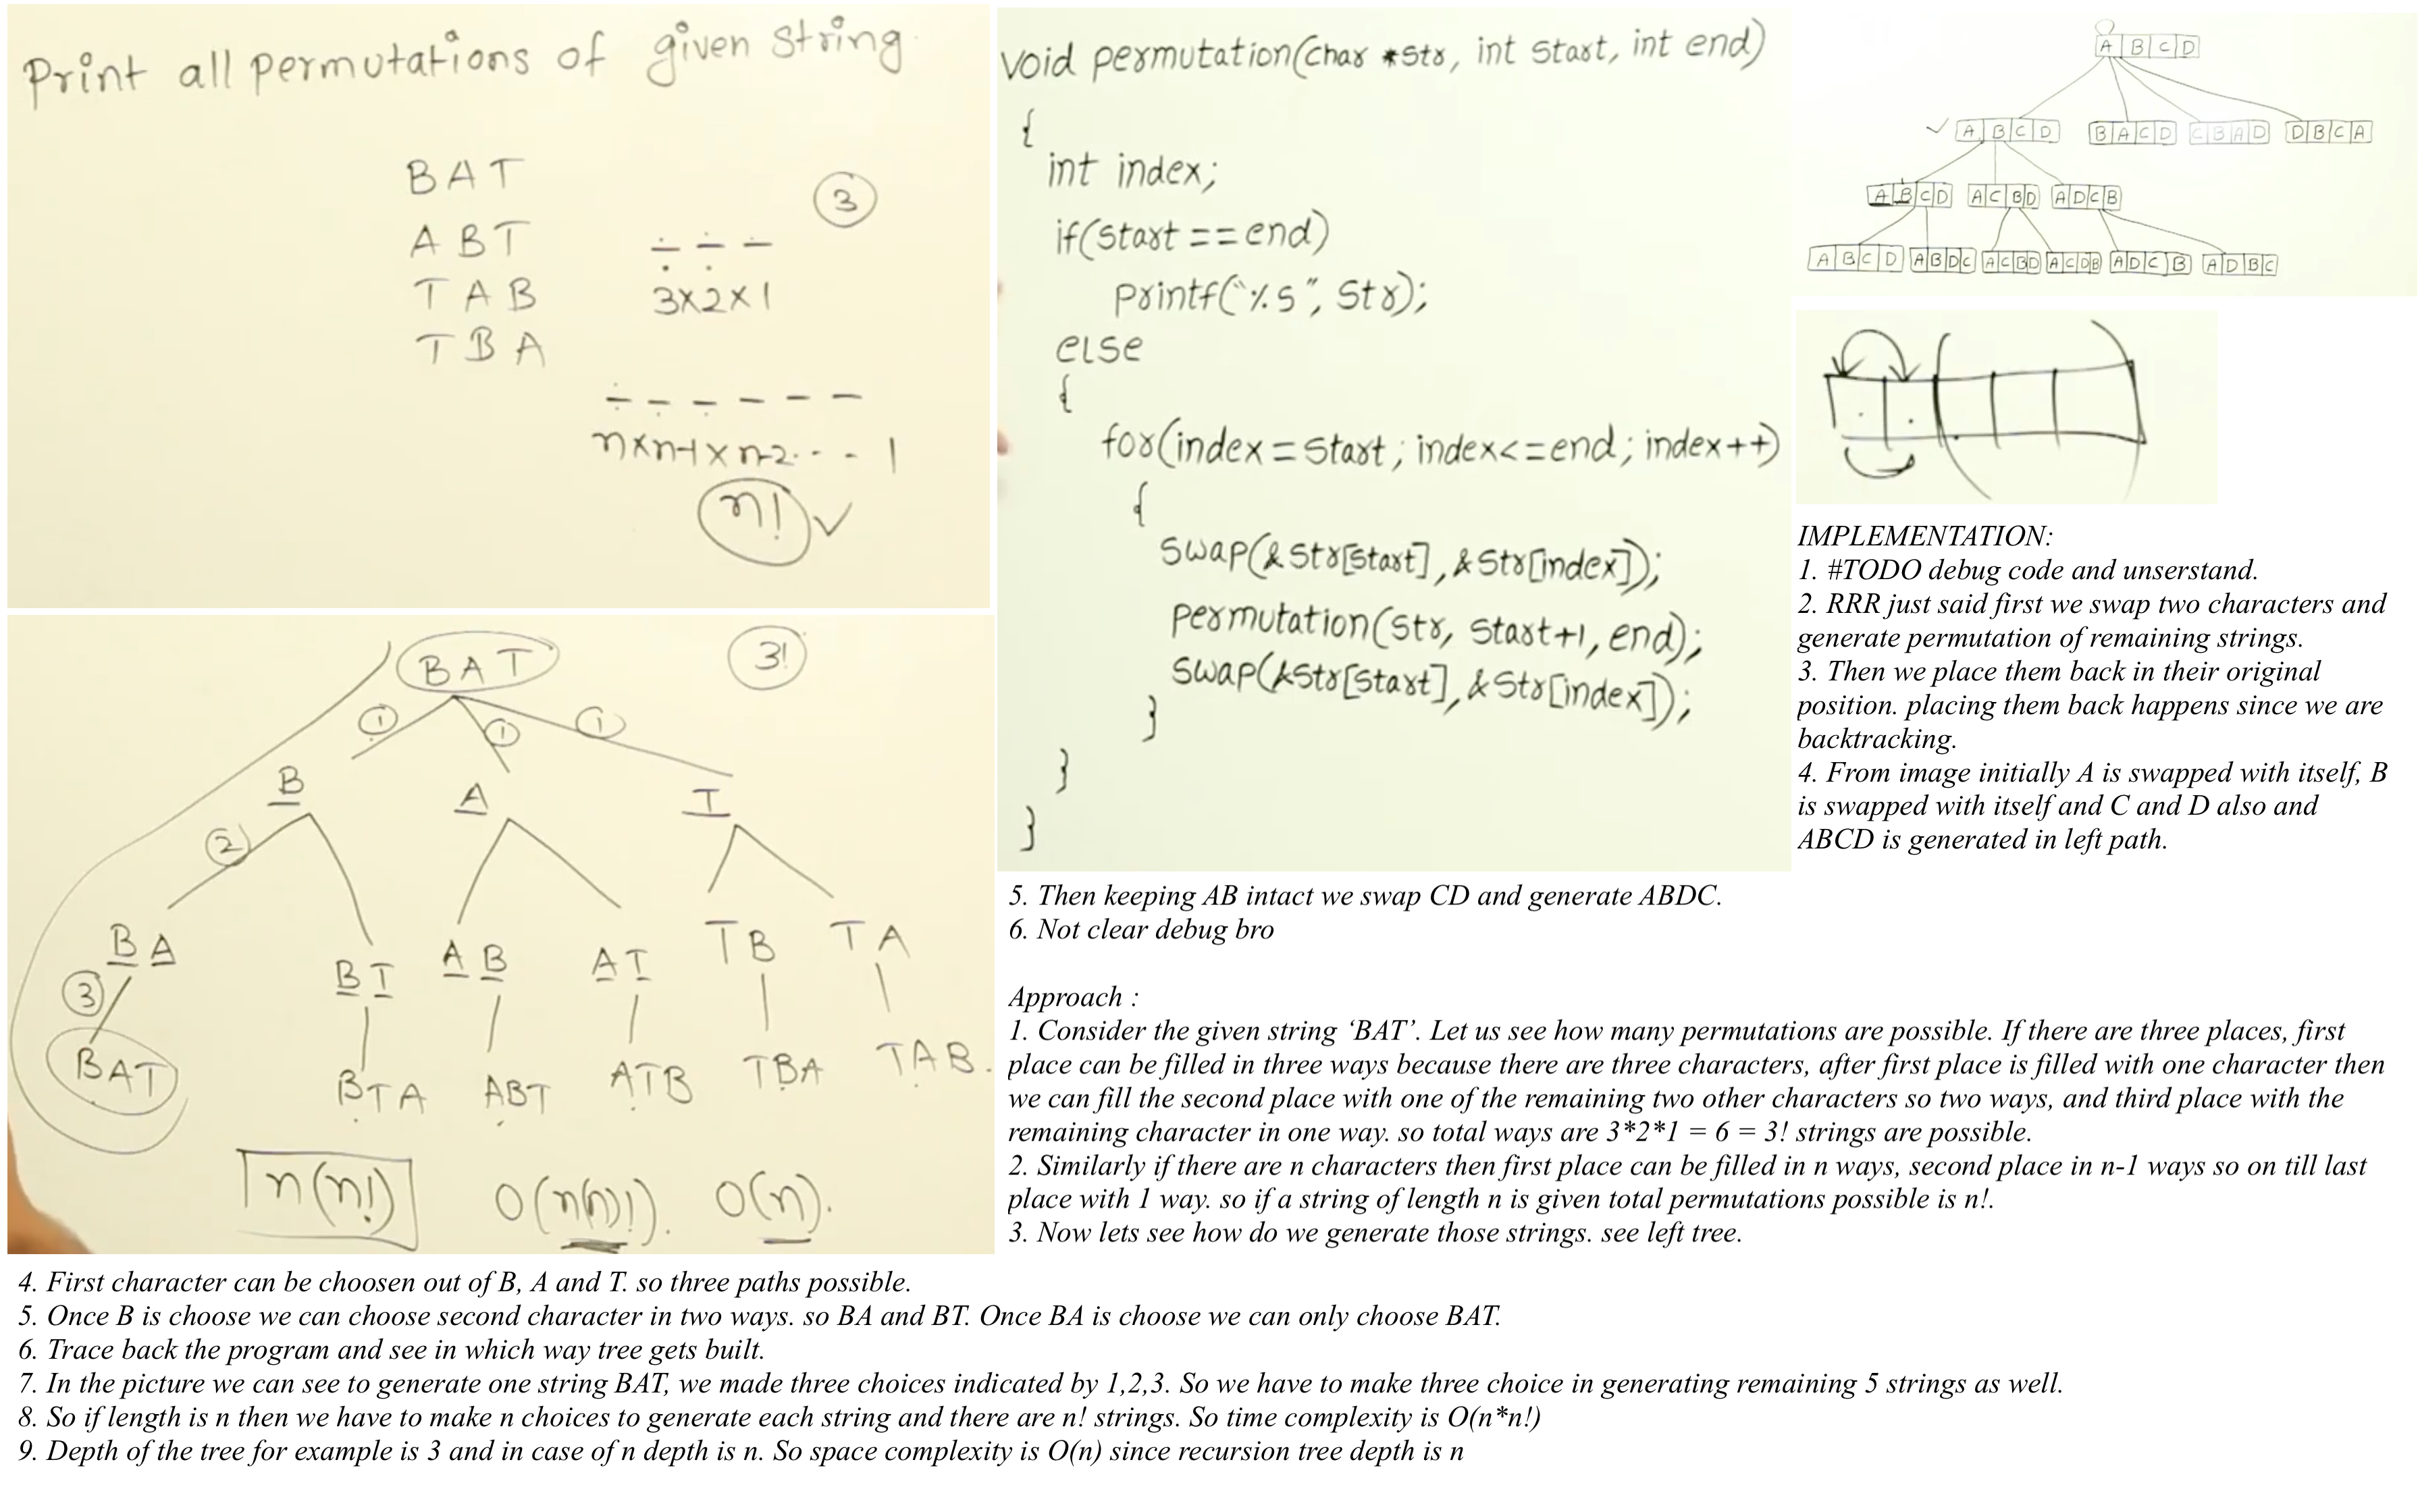 Print all permutations of given string
BAT
ABT
TAB
TBA
3
3x2x1
nxn-1xn-2... - 1
n!
void permutation(char *str, int start, int end)
{
int index;
if(start == end)
printf("%s", str);
else
{
for(index = start; index<=end; index++)
{
swap(&str[start], &str[index]);
permutation(str, start+1, end);
swap(&str[start], &str[index]);
}
}
}
A B C D
A B C D B A C D C B A D D B C A
A B C D A C B D A D C B
A B C D A B D C A C B D A C D B A D C B A D B C
IMPLEMENTATION:
1. #TODO debug code and unserstand.
2. RRR just said first we swap two characters and
generate permutation of remaining strings.
3. Then we place them back in their original
position. placing them back happens since we are
backtracking.
4. From image initially A is swapped with itself, B
is swapped with itself and C and D also and
ABCD is generated in left path.
5. Then keeping AB intact we swap CD and generate ABDC.
6. Not clear debug bro
BAT
3!
1 1 1
B A T
2
BA BT AB AT TB TA
3
BAT BTA ABT ATB TBA TAB.
n(n!) O(n(n)!). O(n).
Approach :
1. Consider the given string ‘BAT’. Let us see how many permutations are possible. If there are three places, first
place can be filled in three ways because there are three characters, after first place is filled with one character then
we can fill the second place with one of the remaining two other characters so two ways, and third place with the
remaining character in one way. so total ways are 3*2*1 = 6 = 3! strings are possible.
2. Similarly if there are n characters then first place can be filled in n ways, second place in n-1 ways so on till last
place with 1 way. so if a string of length n is given total permutations possible is n!.
3. Now lets see how do we generate those strings. see left tree.
4. First character can be choosen out of B, A and T. so three paths possible.
5. Once B is choose we can choose second character in two ways. so BA and BT. Once BA is choose we can only choose BAT.
6. Trace back the program and see in which way tree gets built.
7. In the picture we can see to generate one string BAT, we made three choices indicated by 1,2,3. So we have to make three choice in generating remaining 5 strings as well.
8. So if length is n then we have to make n choices to generate each string and there are n! strings. So time complexity is O(n*n!)
9. Depth of the tree for example is 3 and in case of n depth is n. So space complexity is O(n) since recursion tree depth is n